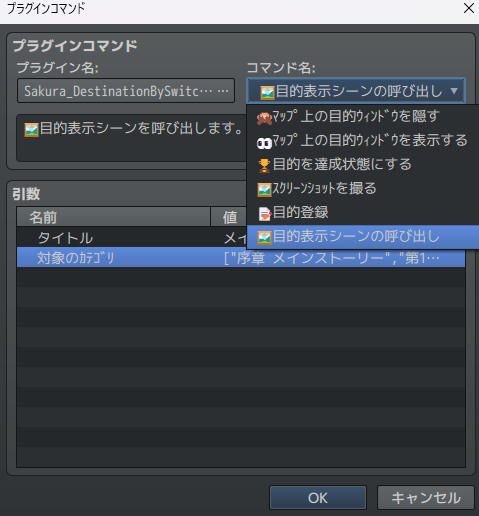 プラグインコマンド
プラグインコマンド
プラグイン名:
コマンド名:
Sakura_DestinationBySwitc… …
目的表示シーンの呼び出し
目的表示シーンを呼び出します。
ﾏｯﾌﾟ上の目的ｳｨﾝﾄﾞｳを隠す
ﾏｯﾌﾟ上の目的ｳｨﾝﾄﾞｳを表示する
目的を達成状態にする
ｽｸﾘｰﾝｼｮｯﾄを撮る
目的登録
目的表示シーンの呼び出し
引数
名前 値
タイトル メイ
対象のｶﾃｺﾞﾘ ["序章 メインストーリー","第1…
OK キャンセル